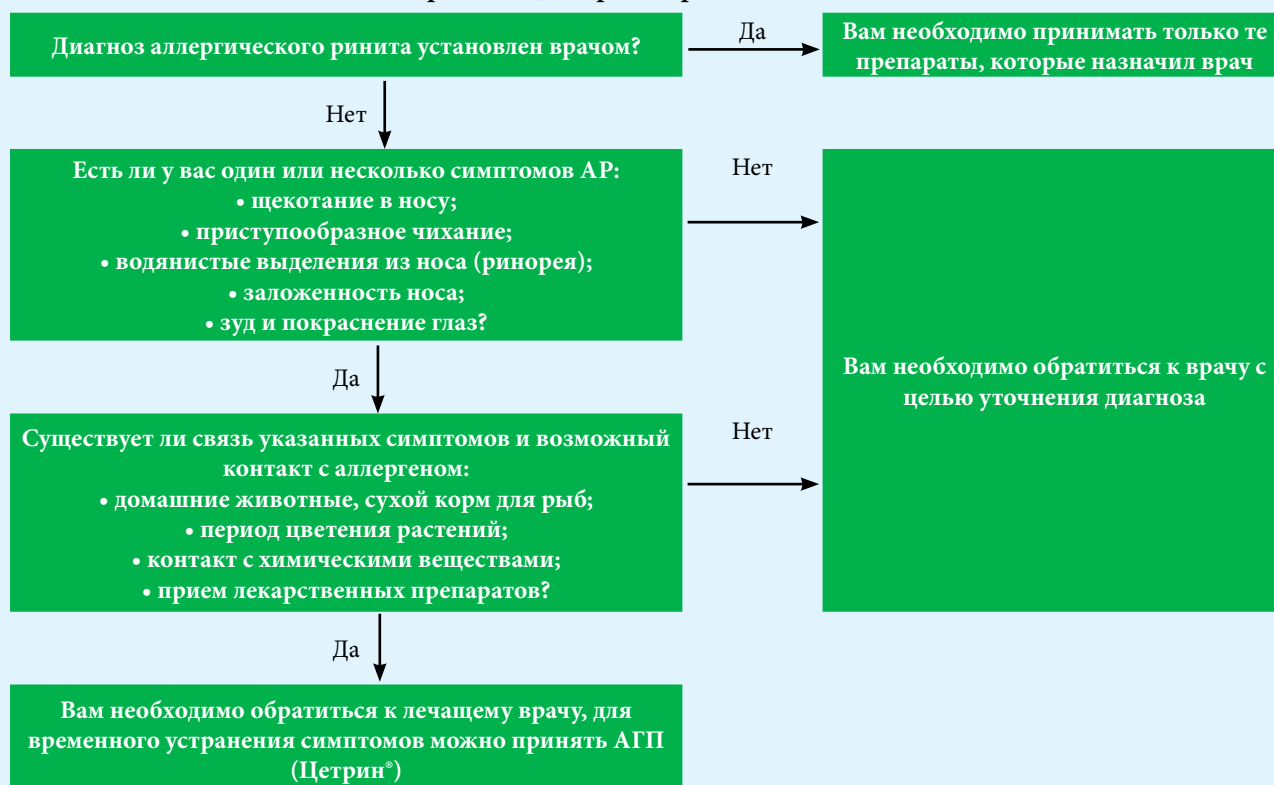 Диагноз аллергического ринита установлен врачом?
Да
Вам необходимо принимать только те
препараты, которые назначил врач
Нет
Есть ли у вас один или несколько симптомов АР:
• щекотание в носу;
• приступообразное чихание;
• водянистые выделения из носа (ринорея);
• заложенность носа;
• зуд и покраснение глаз?
Нет
Вам необходимо обратиться к врачу с
целью уточнения диагноза
Да
Существует ли связь указанных симптомов и возможный
контакт с аллергеном:
• домашние животные, сухой корм для рыб;
• период цветения растений;
• контакт с химическими веществами;
• прием лекарственных препаратов?
Нет
Да
Вам необходимо обратиться к лечащему врачу, для
временного устранения симптомов можно принять АГП
(Цетрин®)